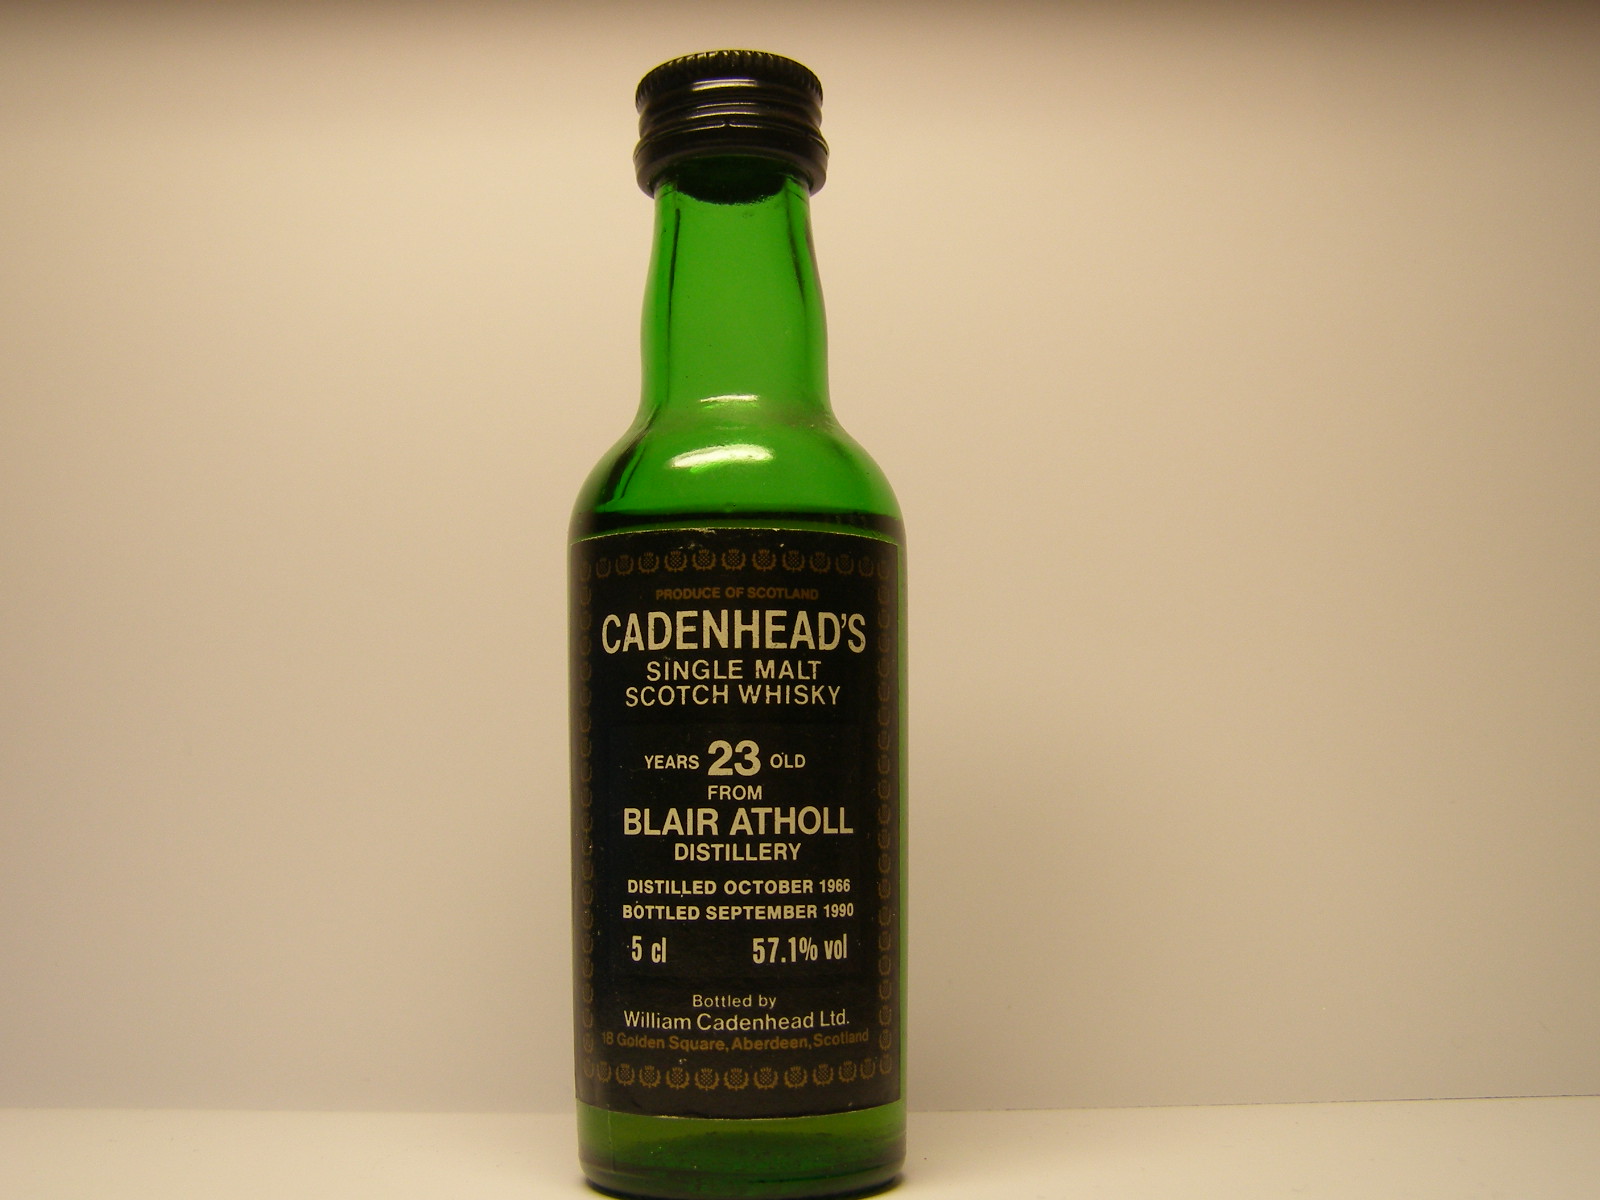 PRODUCE OF SCOTLAND
CADENHEAD'S
SINGLE MALT
SCOTCH WHISKY
YEARS 23 OLD
FROM
BLAIR ATHOLL
DISTILLERY
DISTILLED OCTOBER 1966
BOTTLED SEPTEMBER 1990
5 cl 57.1% vol
Bottled by
William Cadenhead Ltd.
18 Golden Square, Aberdeen, Scotland